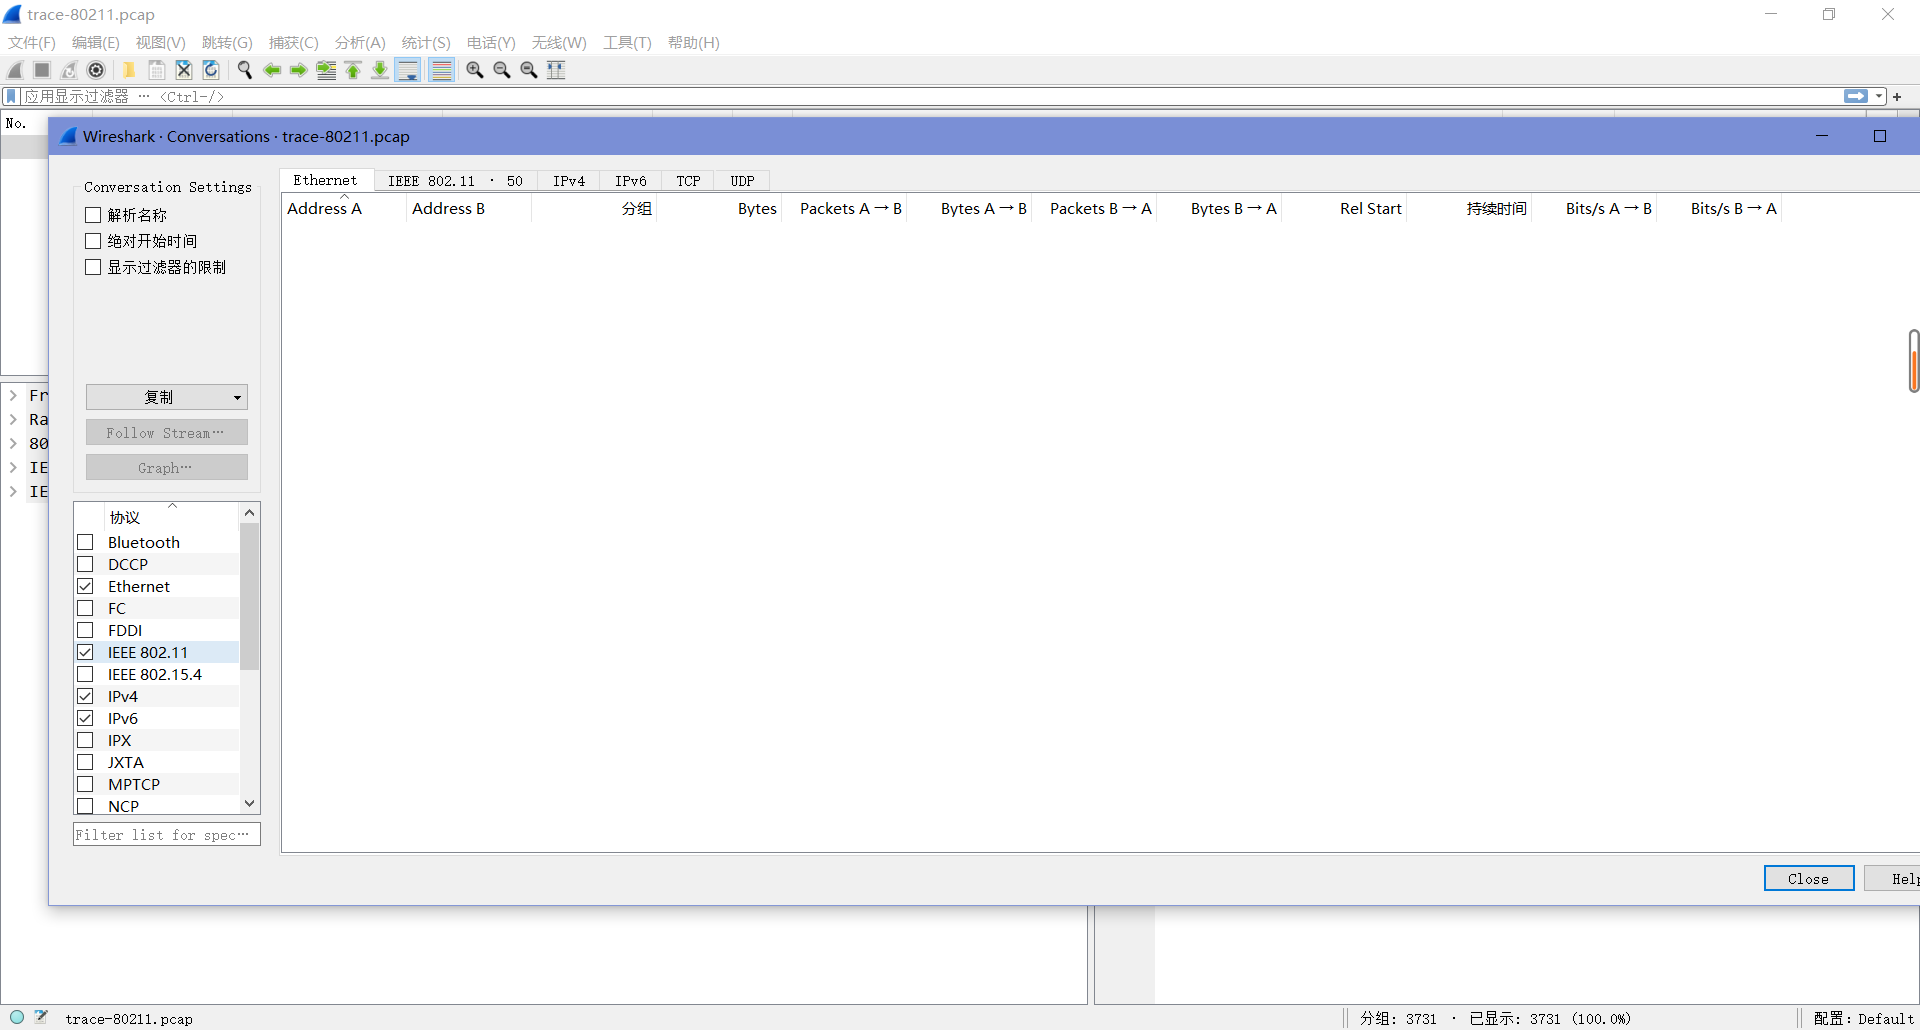 trace-80211.pcap
文件(F) 编辑(E) 视图(V) 跳转(G) 捕获(C) 分析(A) 统计(S) 电话(Y) 无线(W) 工具(T) 帮助(H)
应用显示过滤器 … <Ctrl-/>
+
No.
Wireshark · Conversations · trace-80211.pcap
Conversation Settings
解析名称
绝对开始时间
显示过滤器的限制
复制
Follow Stream…
Graph…
协议
Bluetooth
DCCP
Ethernet
FC
FDDI
IEEE 802.11
IEEE 802.15.4
IPv4
IPv6
IPX
JXTA
MPTCP
NCP
Filter list for spec…
Ethernet IEEE 802.11 · 50 IPv4 IPv6 TCP UDP
Address A Address B 分组 Bytes Packets A → B Bytes A → B Packets B → A Bytes B → A Rel Start 持续时间 Bits/s A → B Bits/s B → A
Close Help
Fr
Ra
80
IE
IE
trace-80211.pcap
分组: 3731 · 已显示: 3731 (100.0%)
配置: Default